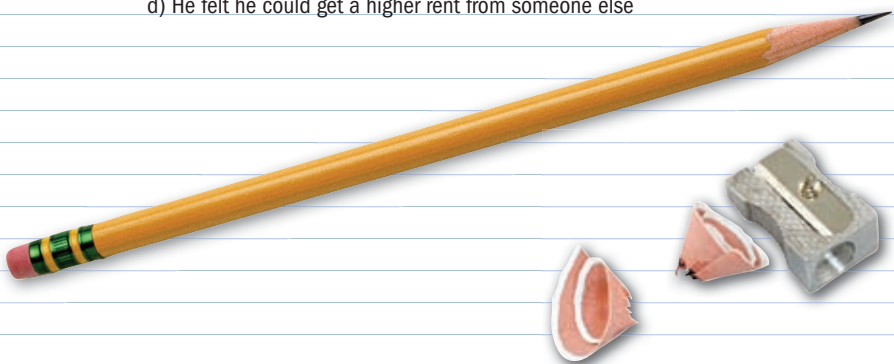 d) He felt he could get a higher rent from someone else